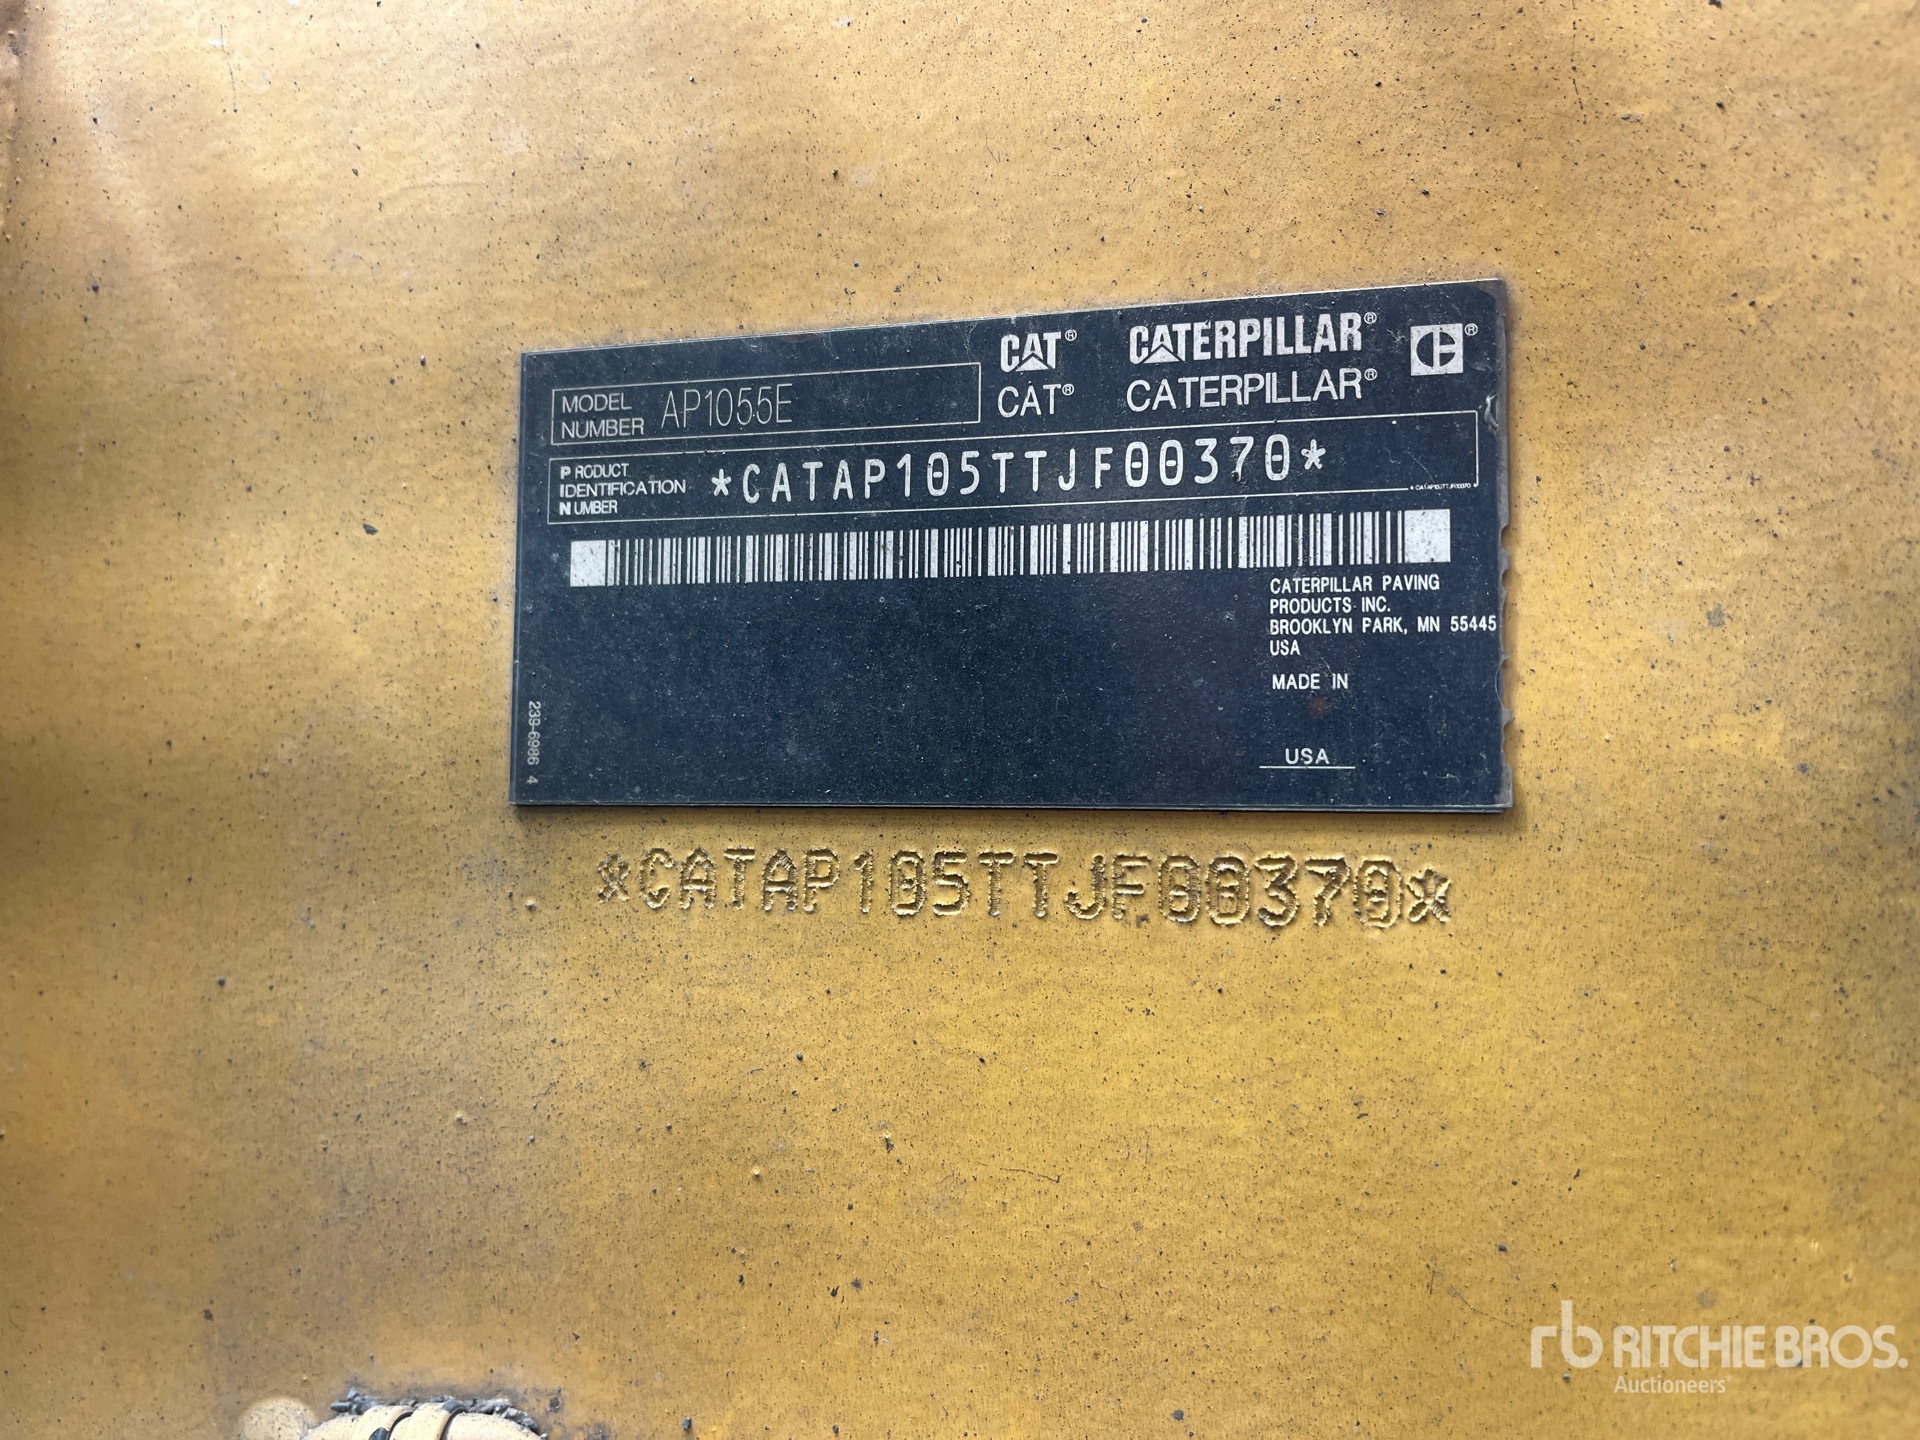 CAT® CATERPILLAR® ®
CAT® CATERPILLAR®
MODEL NUMBER AP1055E
PRODUCT IDENTIFICATION NUMBER *CATAP105TTJF00370*
CATERPILLAR PAVING
PRODUCTS INC.
BROOKLYN PARK, MN 55445
USA
MADE IN
USA
239-6986 4
*CATAP105TTJF00370*
rb RITCHIE BROS.
Auctioneers